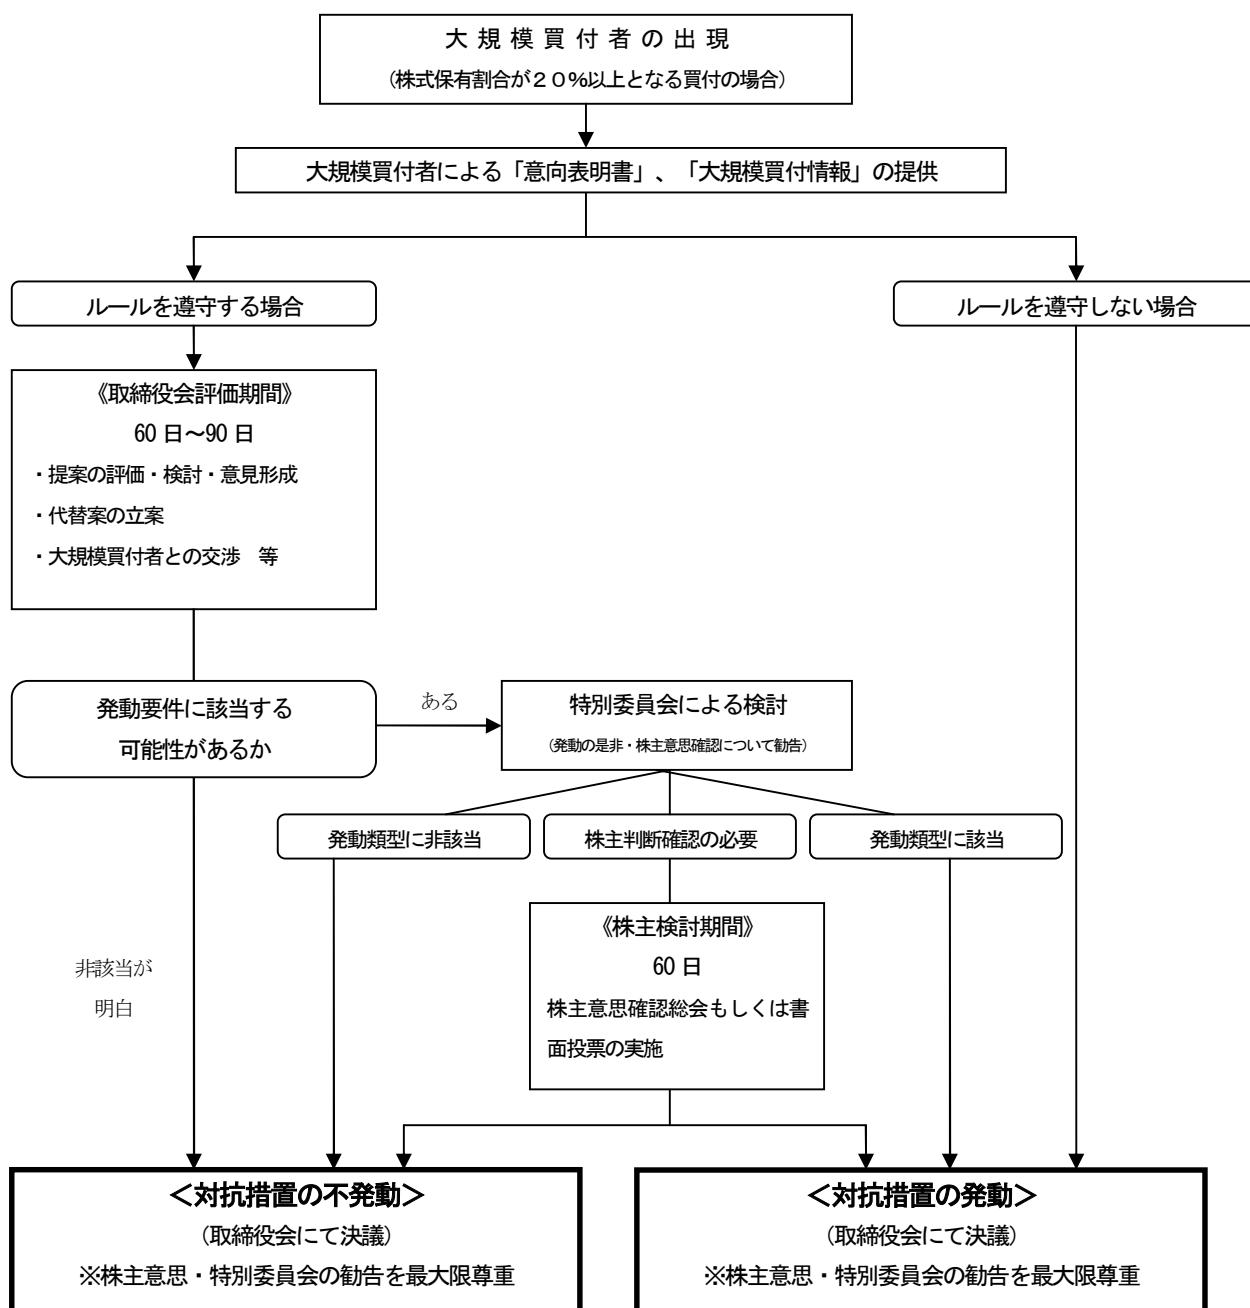 大規模買付者の出現
(株式保有割合が２０％以上となる買付の場合)
大規模買付者による「意向表明書」、「大規模買付情報」の提供
ルールを遵守する場合
ルールを遵守しない場合
《取締役会評価期間》
60日～90日
・提案の評価・検討・意見形成
・代替案の立案
・大規模買付者との交渉　等
発動要件に該当する
可能性があるか
ある
特別委員会による検討
(発動の是非・株主意思確認について勧告)
発動類型に非該当
株主判断確認の必要
発動類型に該当
《株主検討期間》
60日
株主意思確認総会もしくは書
面投票の実施
非該当が
明白
＜対抗措置の不発動＞
(取締役会にて決議)
※株主意思・特別委員会の勧告を最大限尊重
＜対抗措置の発動＞
(取締役会にて決議)
※株主意思・特別委員会の勧告を最大限尊重